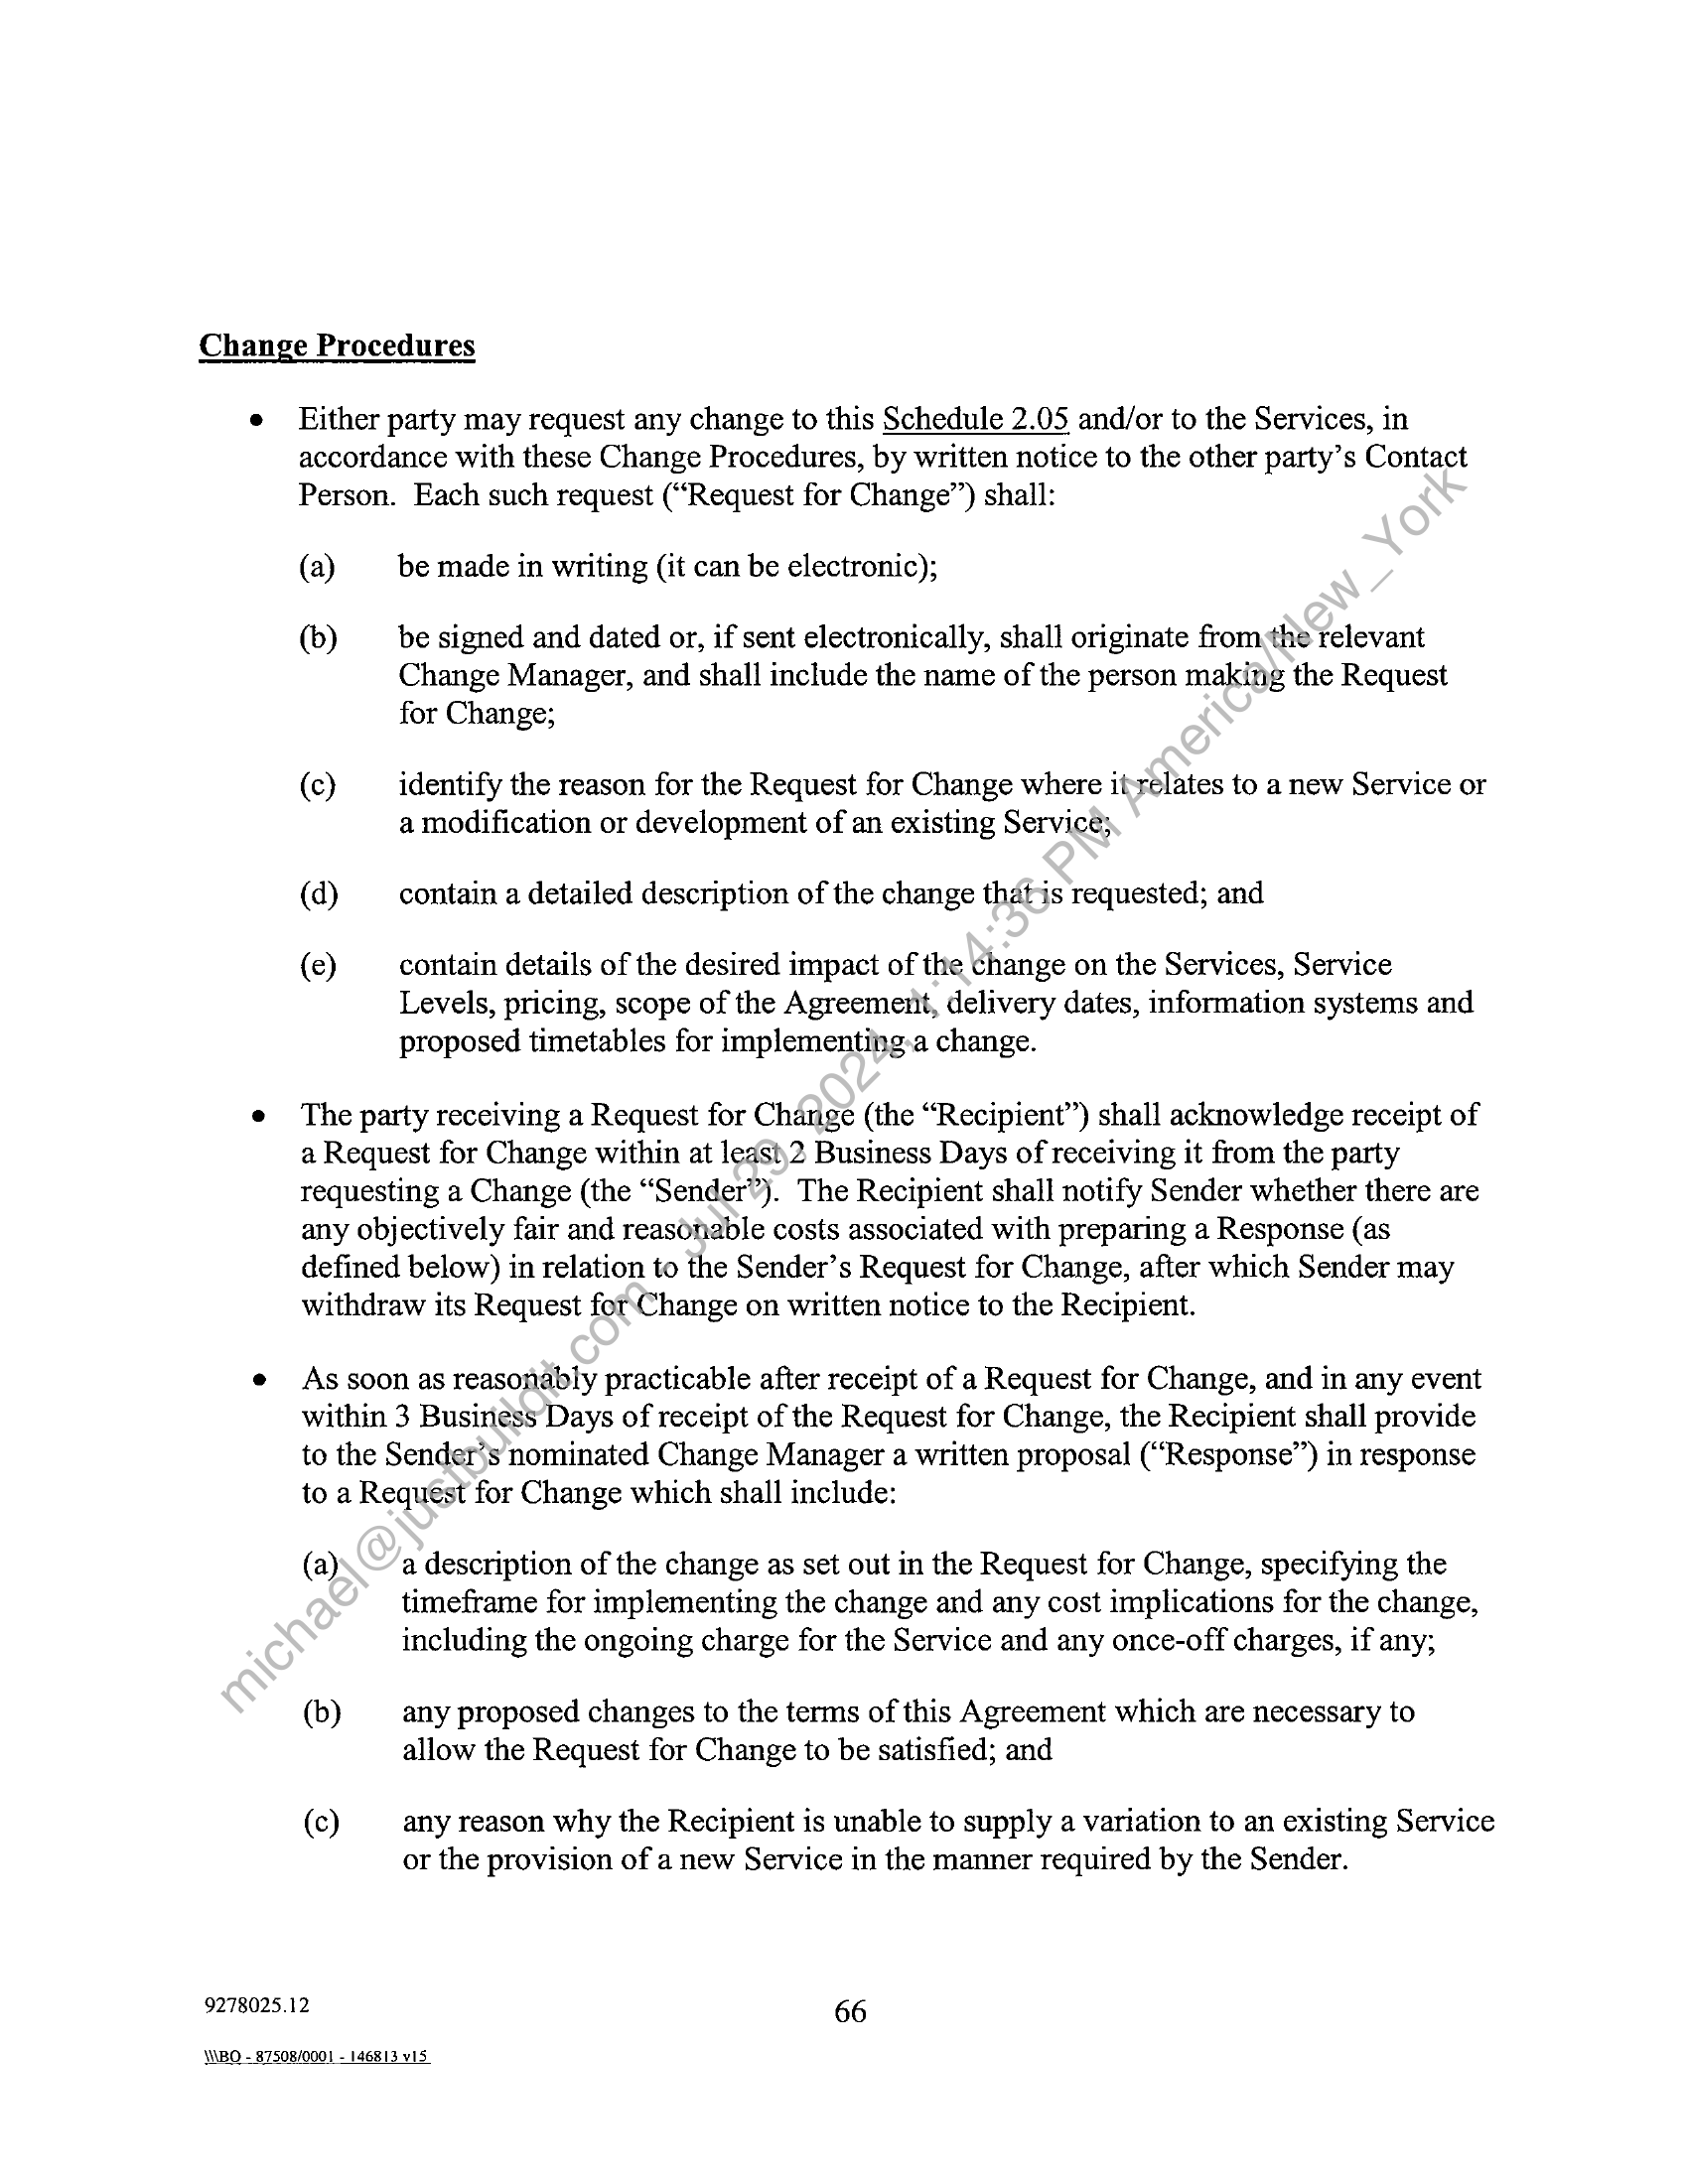 Change Procedures
• Either party may request any change to this Schedule 2.05 and/or to the Services, in
accordance with these Change Procedures, by written notice to the other party's Contact
Person. Each such request ("Request for Change") shall:
(a) be made in writing (it can be electronic);
(b) be signed and dated or, if sent electronically, shall originate from the relevant
Change Manager, and shall include the name of the person making the Request
for Change;
(c) identify the reason for the Request for Change where it relates to a new Service or
a modification or development of an existing Service;
(d) contain a detailed description of the change that is requested; and
(e) contain details of the desired impact of the change on the Services, Service
Levels, pricing, scope of the Agreement, delivery dates, information systems and
proposed timetables for implementing a change.
• The party receiving a Request for Change (the "Recipient") shall acknowledge receipt of
a Request for Change within at least 2 Business Days of receiving it from the party
requesting a Change (the "Sender"). The Recipient shall notify Sender whether there are
any objectively fair and reasonable costs associated with preparing a Response (as
defined below) in relation to the Sender's Request for Change, after which Sender may
withdraw its Request for Change on written notice to the Recipient.
• As soon as reasonably practicable after receipt of a Request for Change, and in any event
within 3 Business Days of receipt of the Request for Change, the Recipient shall provide
to the Sender's nominated Change Manager a written proposal ("Response") in response
to a Request for Change which shall include:
(a) a description of the change as set out in the Request for Change, specifying the
timeframe for implementing the change and any cost implications for the change,
including the ongoing charge for the Service and any once-off charges, if any;
(b) any proposed changes to the terms of this Agreement which are necessary to
allow the Request for Change to be satisfied; and
(c) any reason why the Recipient is unable to supply a variation to an existing Service
or the provision of a new Service in the manner required by the Sender.
9278025.12
66
\\\BO - 87508/0001 - 146813 v15
michael@justbuildit.com - Jul 29, 2024, 1:14:36 PM America/New_York